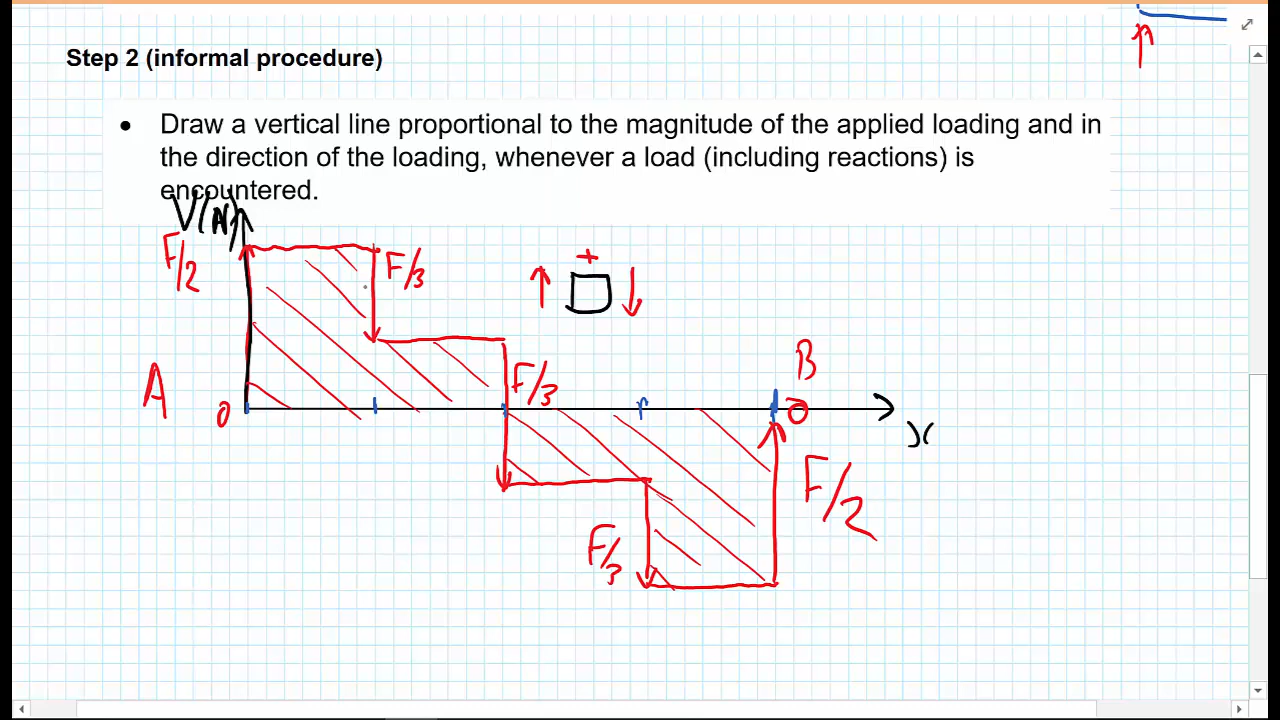 Step 2 (informal procedure)
• Draw a vertical line proportional to the magnitude of the applied loading and in
the direction of the loading, whenever a load (including reactions) is
encountered.
V(N)
F/2
F/3
+
F/3
B
A
0
0
x
F/2
F/3